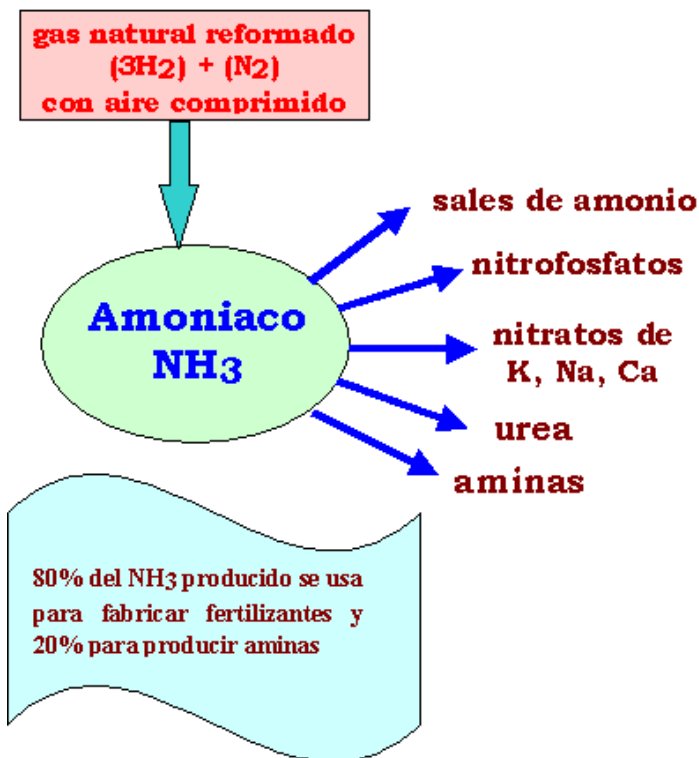 gas natural reformado
(3H2) + (N2)
con aire comprimido
sales de amonio
nitrofosfatos
Amoniaco
NH3
nitratos de
K, Na, Ca
urea
aminas
80% del NH3 producido se usa
para fabricar fertilizantes y
20% para producir aminas